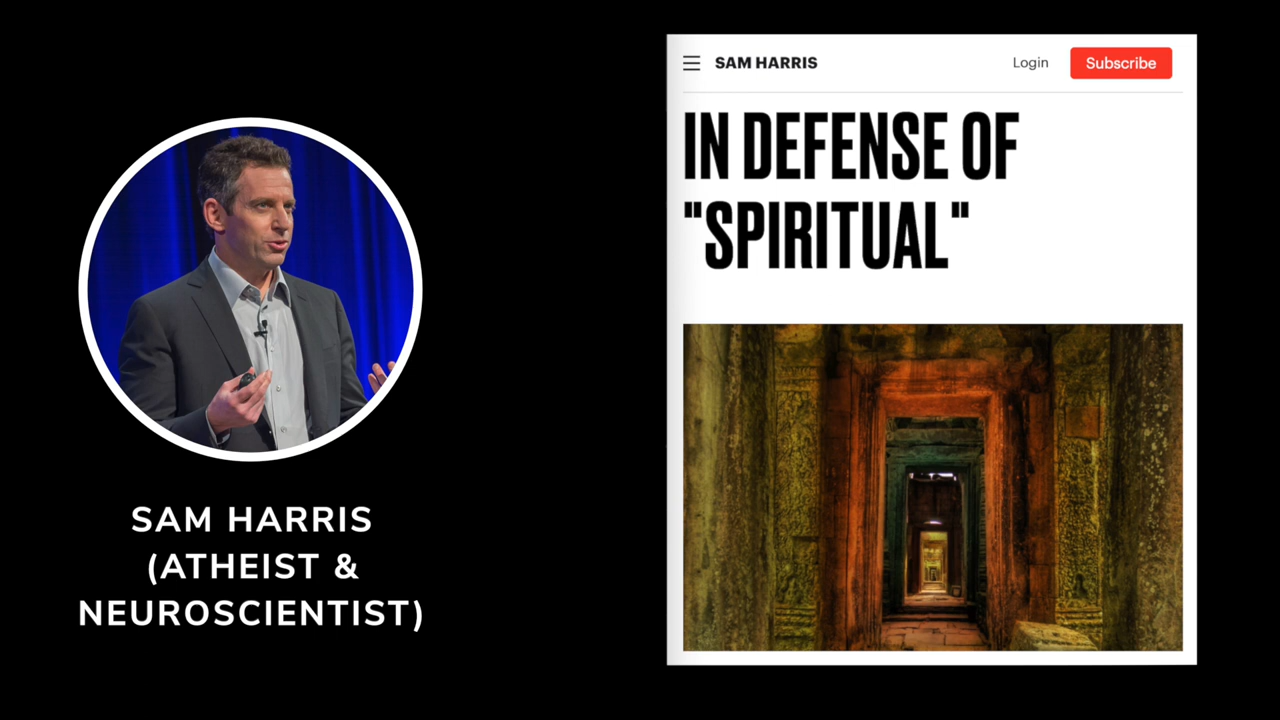 SAM HARRIS
(ATHEIST &
NEUROSCIENTIST)
SAM HARRIS
Login
Subscribe
IN DEFENSE OF
"SPIRITUAL"